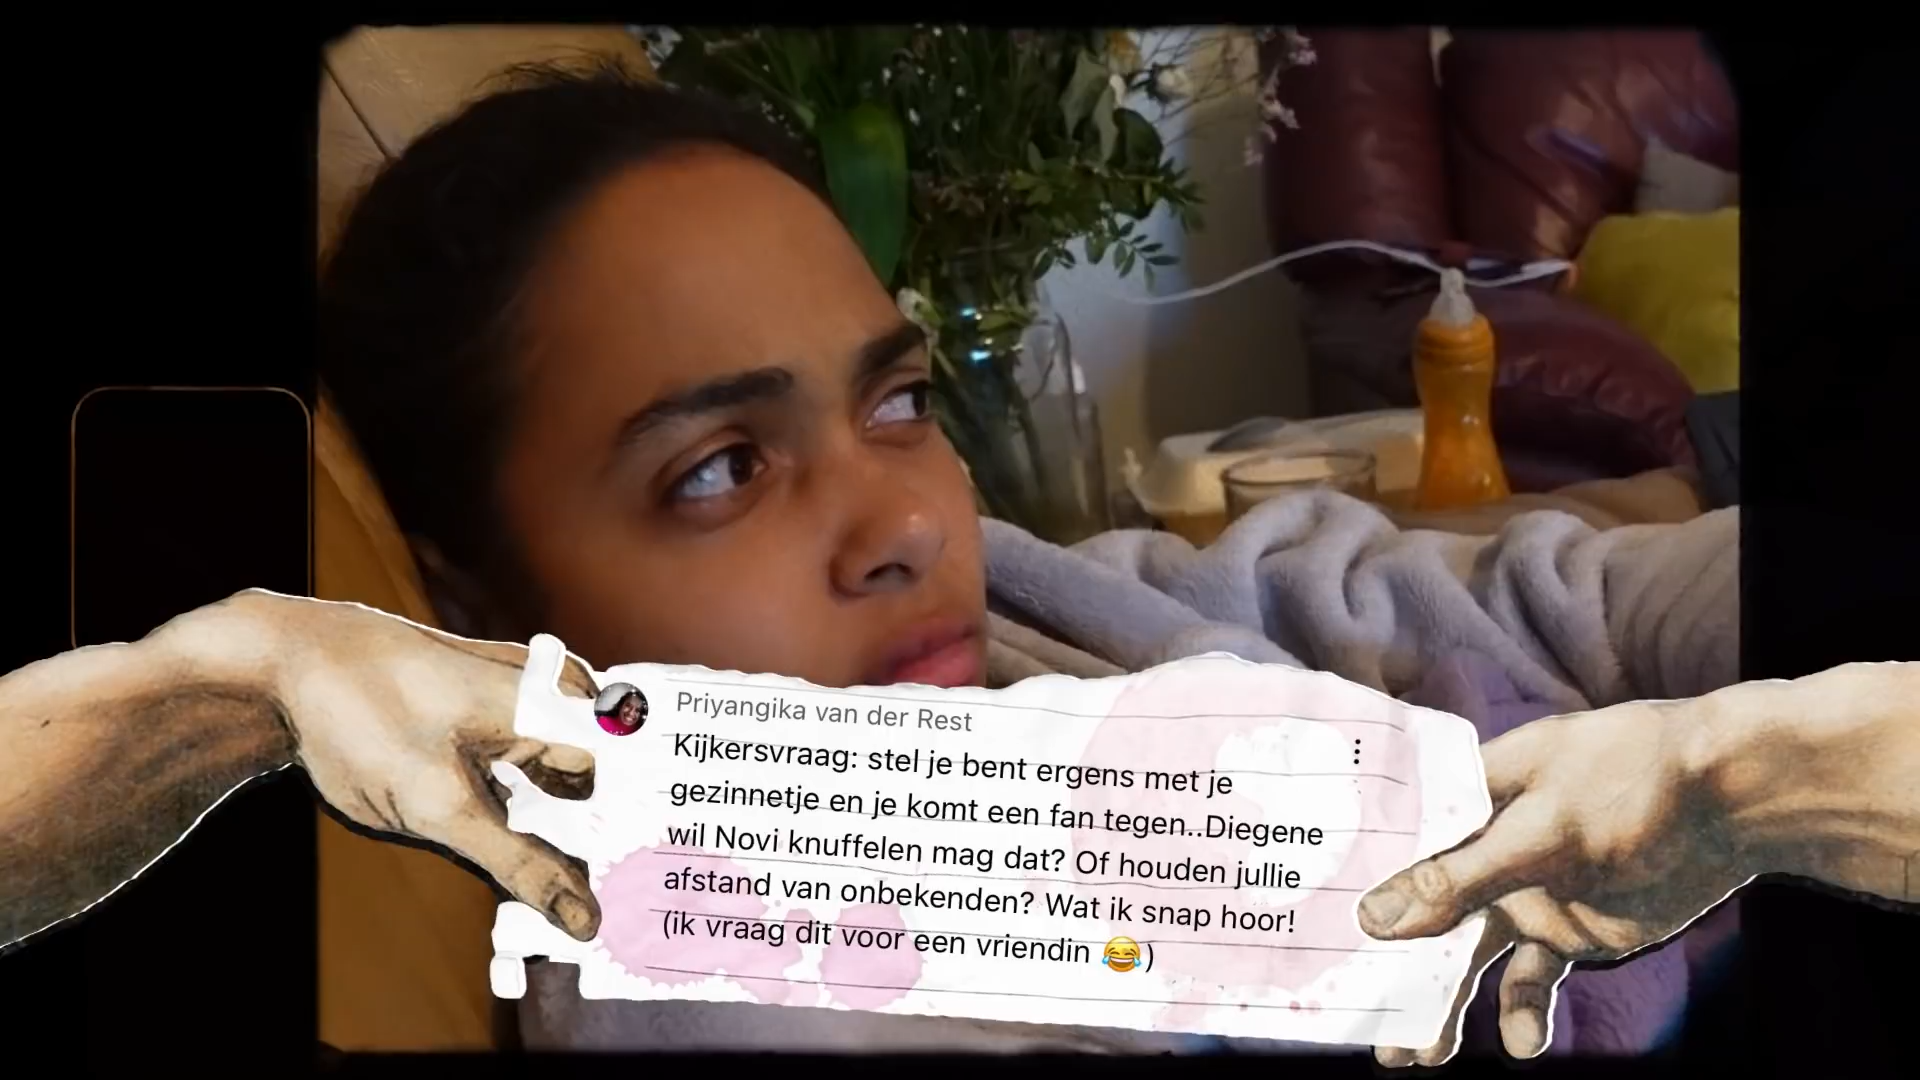 Priyangika van der Rest
Kijkersvraag: stel je bent ergens met je
gezinnetje en je komt een fan tegen..Diegene
wil Novi knuffelen mag dat? Of houden jullie
afstand van onbekenden? Wat ik snap hoor!
(ik vraag dit voor een vriendin 😂)